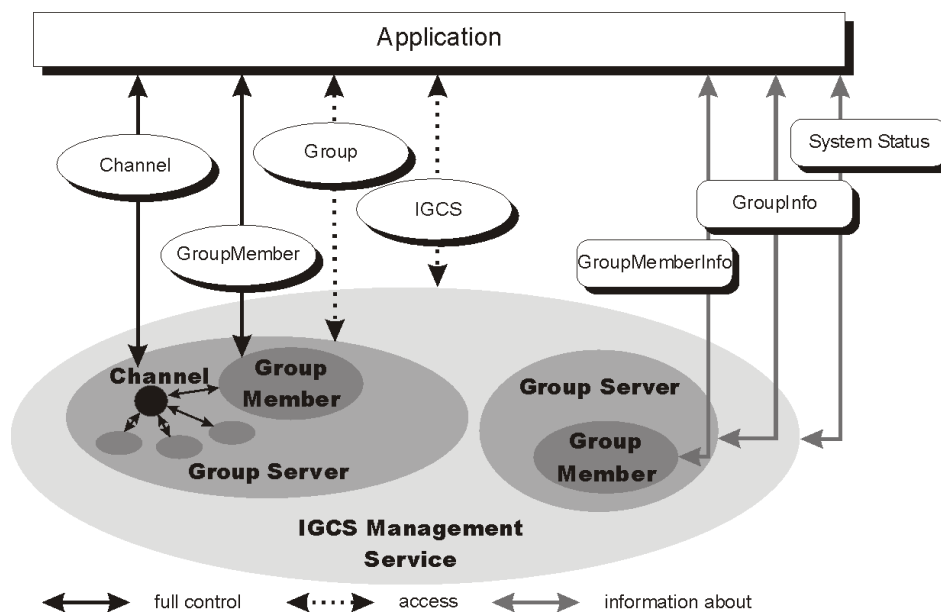 Application
Channel
Group
System Status
IGCS
GroupInfo
GroupMember
GroupMemberInfo
Channel
Group
Member
Group Server
Group Server
Group
Member
IGCS Management
Service
full control
access
information about